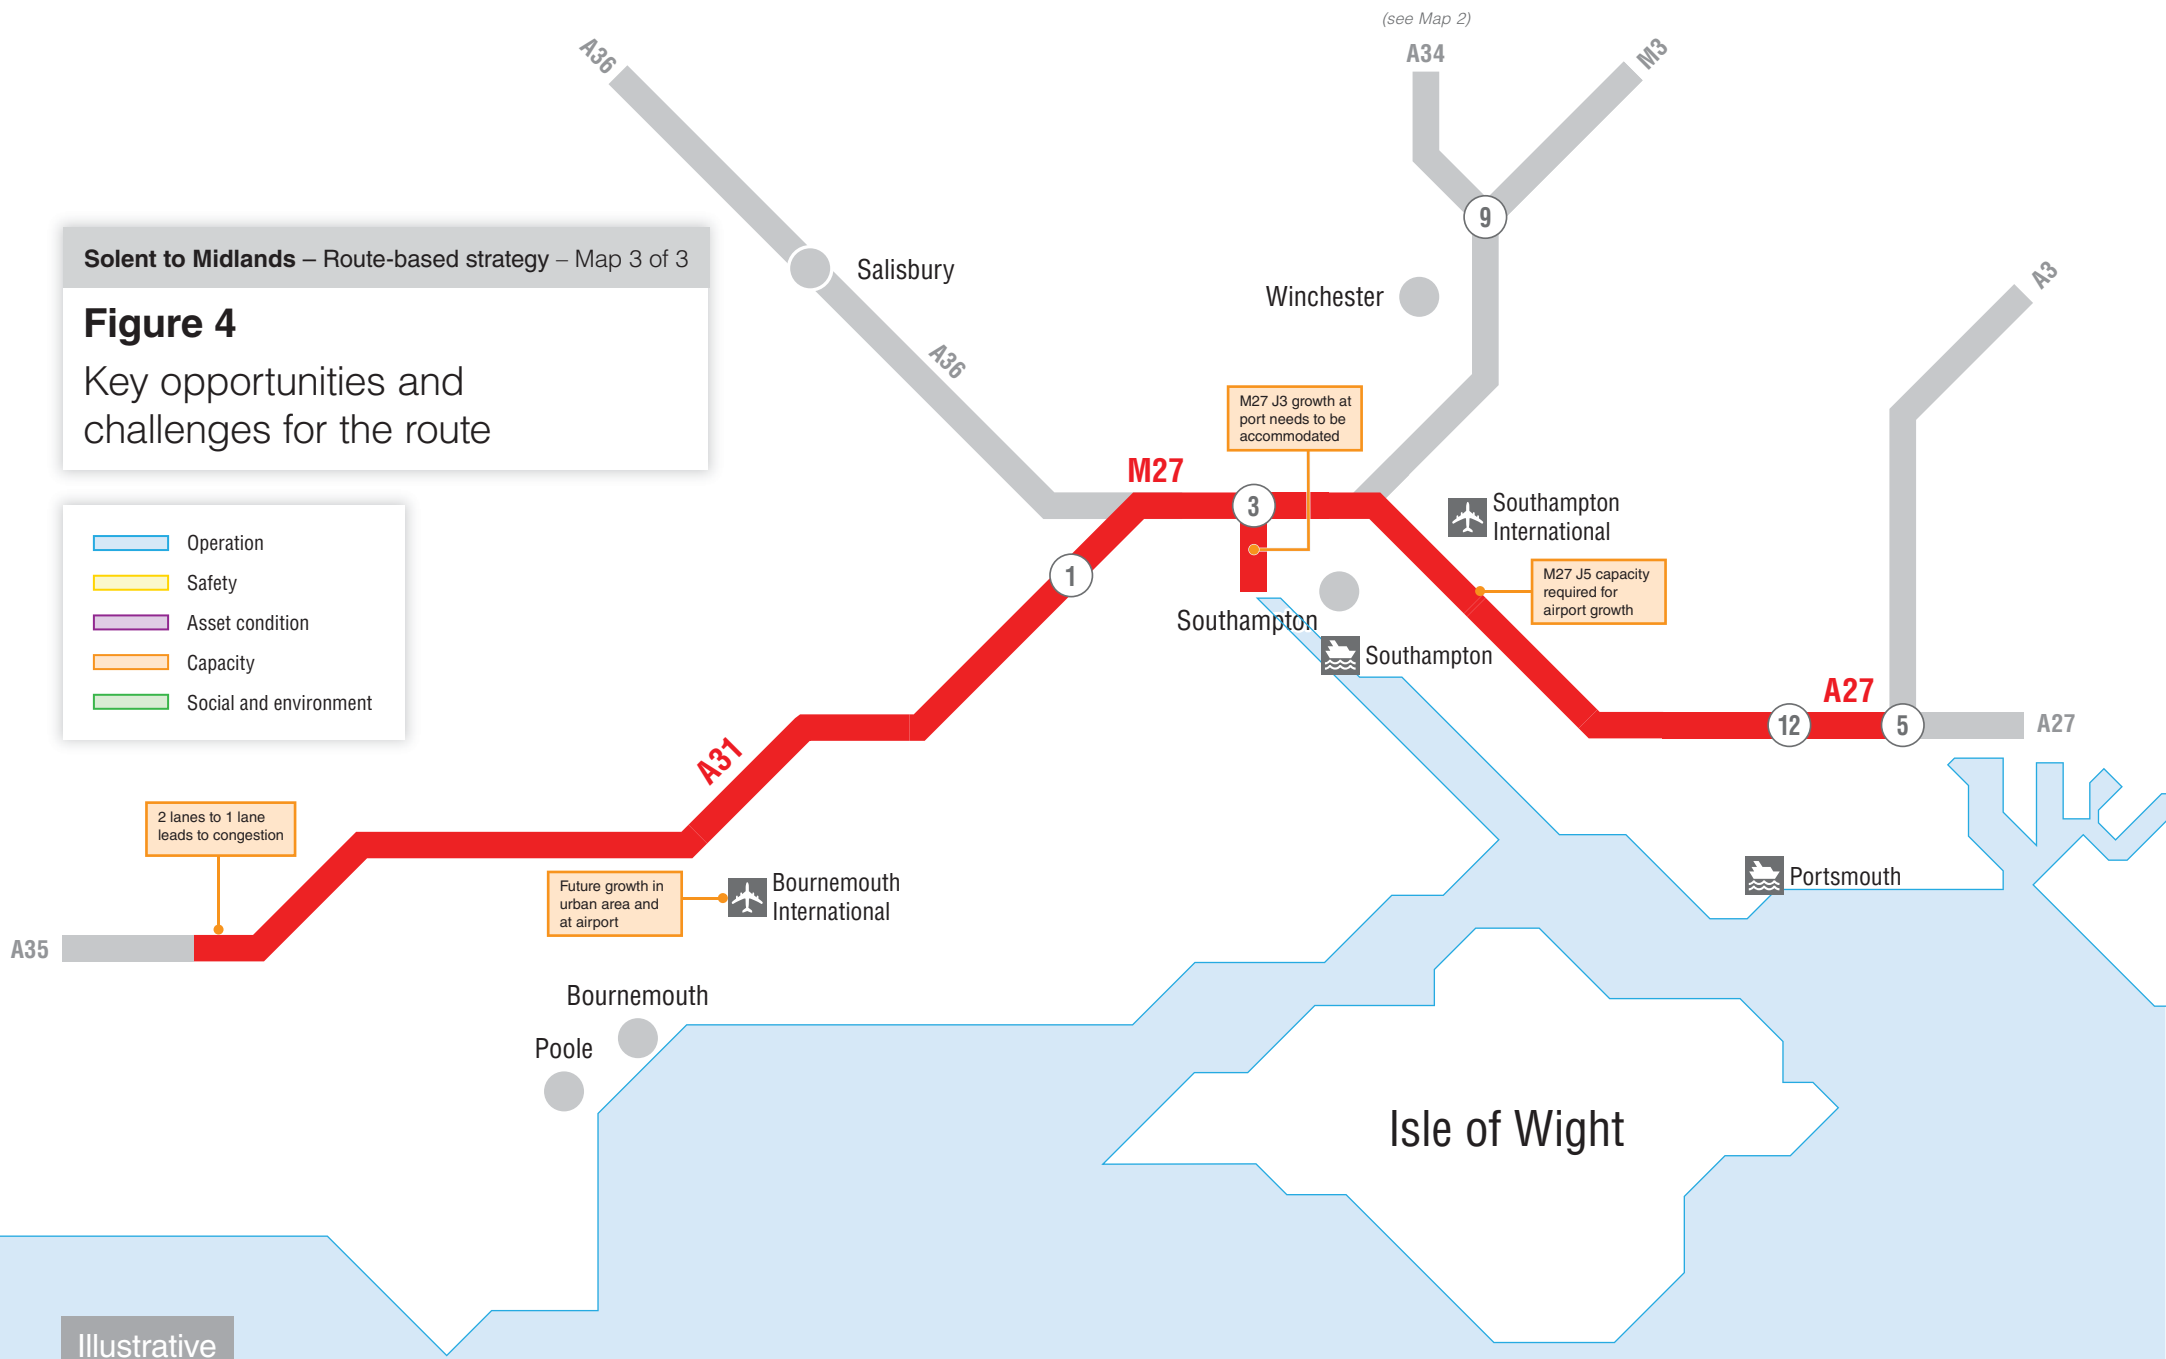 (see Map 2)
A36
A34
M3
Solent to Midlands – Route-based strategy – Map 3 of 3
Figure 4
Key opportunities and
challenges for the route
Salisbury
9
Winchester
A3
A36
Operation
Safety
Asset condition
Capacity
Social and environment
M27 J3 growth at
port needs to be
accommodated
M27
3
1
Southampton
International
M27 J5 capacity
required for
airport growth
Southampton
Southampton
A27
12
5
A27
A31
2 lanes to 1 lane
leads to congestion
Future growth in
urban area and
at airport
Bournemouth
International
Portsmouth
A35
Bournemouth
Poole
Isle of Wight
Illustrative